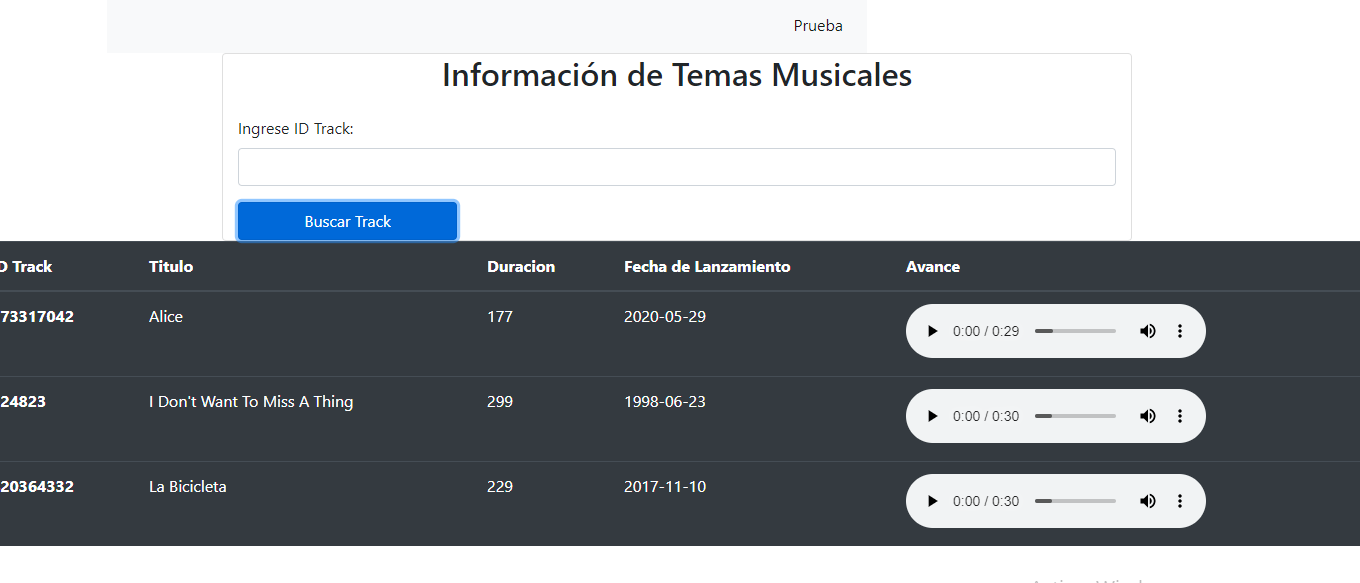 Prueba
Información de Temas Musicales
Ingrese ID Track:
Buscar Track
D Track Titulo Duracion Fecha de Lanzamiento Avance
73317042 Alice 177 2020-05-29 0:00 / 0:29
24823 I Don't Want To Miss A Thing 299 1998-06-23 0:00 / 0:30
20364332 La Bicicleta 229 2017-11-10 0:00 / 0:30